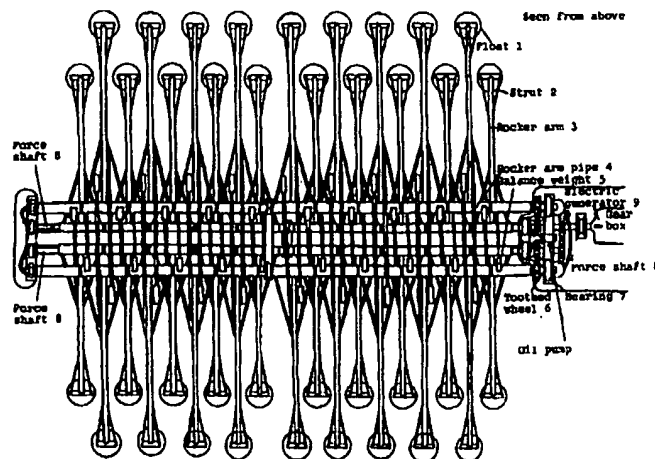 Seen from above
Float 1
Strut 2
Rocker arm 3
Force
shaft 8
Rocker arm pipe 4
Balance weight 5
Electric
generator 9
Gear
box
Force shaft 8
Force
shaft 8
Toothed
wheel 6
Bearing 7
Oil pump